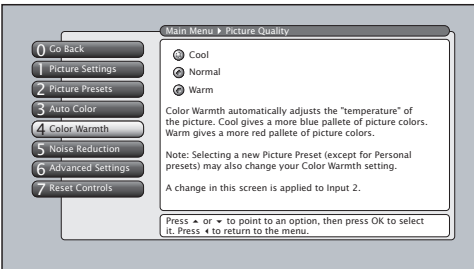 Main Menu ▸ Picture Quality
0 Go Back
1 Picture Settings
2 Picture Presets
3 Auto Color
4 Color Warmth
5 Noise Reduction
6 Advanced Settings
7 Reset Controls
Cool
Normal
Warm
Color Warmth automatically adjusts the "temperature" of
the picture. Cool gives a more blue pallete of picture colors.
Warm gives a more red pallete of picture colors.
Note: Selecting a new Picture Preset (except for Personal
presets) may also change your Color Warmth setting.
A change in this screen is applied to Input 2.
Press ▲ or ▼ to point to an option, then press OK to select
it. Press ◂ to return to the menu.